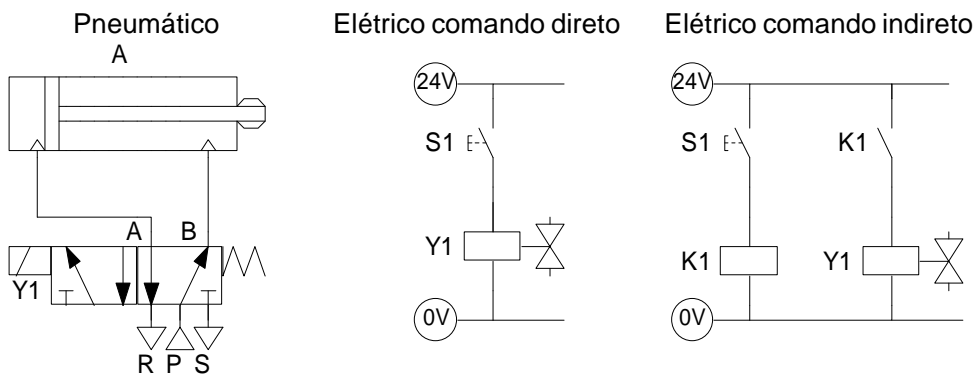 Pneumático
A
A B
Y1
R P S
Elétrico comando direto
24V
S1
Y1
0V
Elétrico comando indireto
24V
S1 K1
K1 Y1
0V